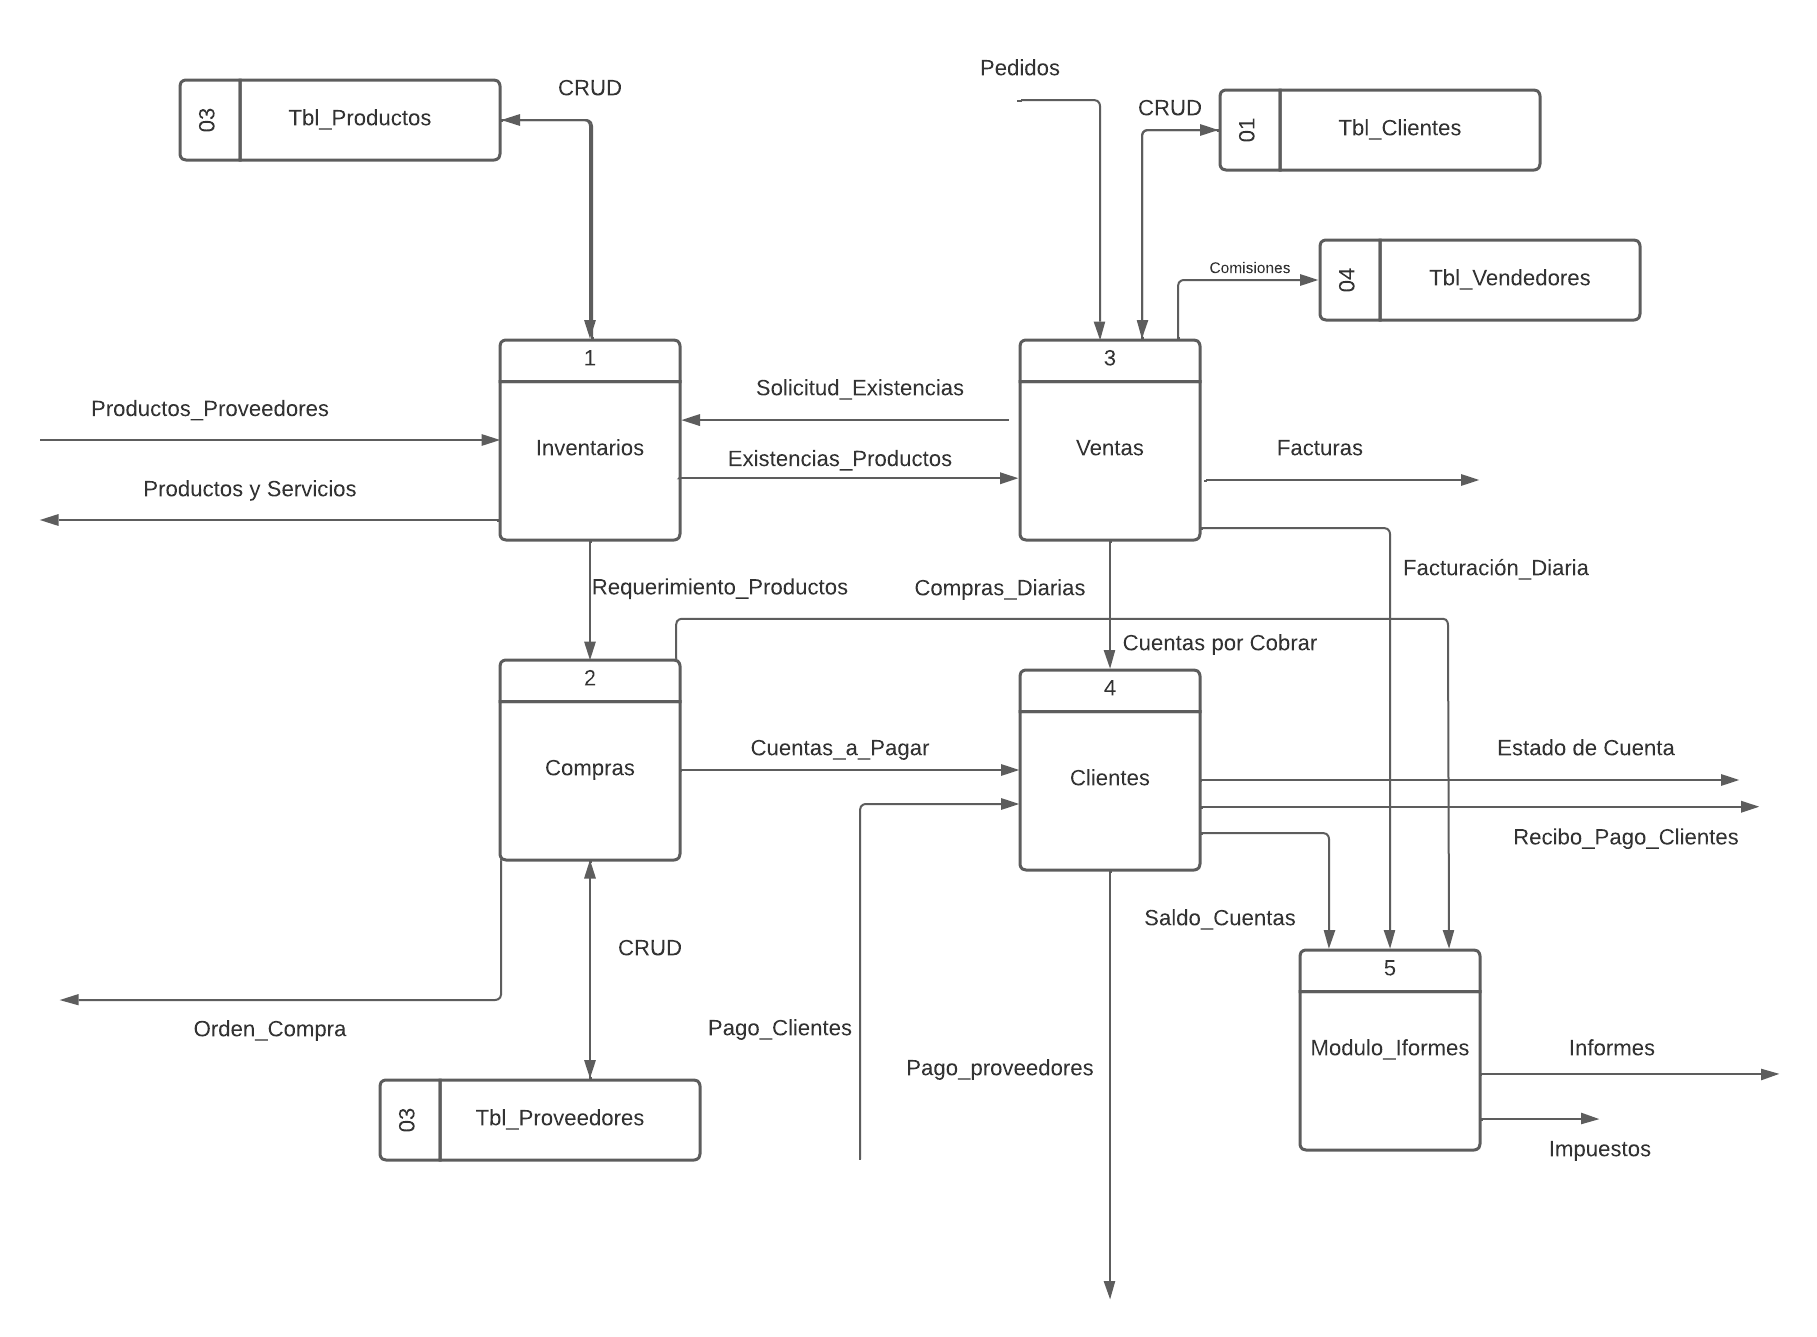 Pedidos
CRUD
CRUD
03
Tbl_Productos
01
Tbl_Clientes
Comisiones
04
Tbl_Vendedores
1
3
Solicitud_Existencias
Productos_Proveedores
Inventarios
Ventas
Facturas
Existencias_Productos
Productos y Servicios
Facturación_Diaria
Requerimiento_Productos
Compras_Diarias
Cuentas por Cobrar
2
4
Cuentas_a_Pagar
Estado de Cuenta
Compras
Clientes
Recibo_Pago_Clientes
Saldo_Cuentas
CRUD
5
Orden_Compra
Pago_Clientes
Modulo_Iformes
Informes
Pago_proveedores
03
Tbl_Proveedores
Impuestos